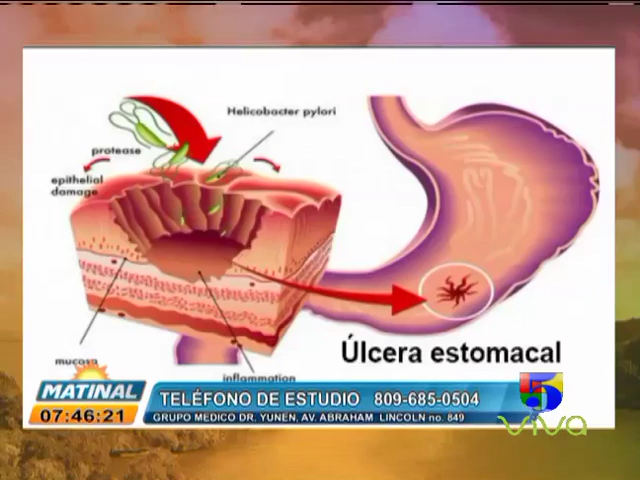 Helicobacter pylori
protease
epithelial
damage
mucosa
inflammation
Úlcera estomacal
MATINAL
07:46:21
TELÉFONO DE ESTUDIO 809-685-0504
GRUPO MEDICO DR. YUNEN, AV. ABRAHAM LINCOLN no. 849
5
viva